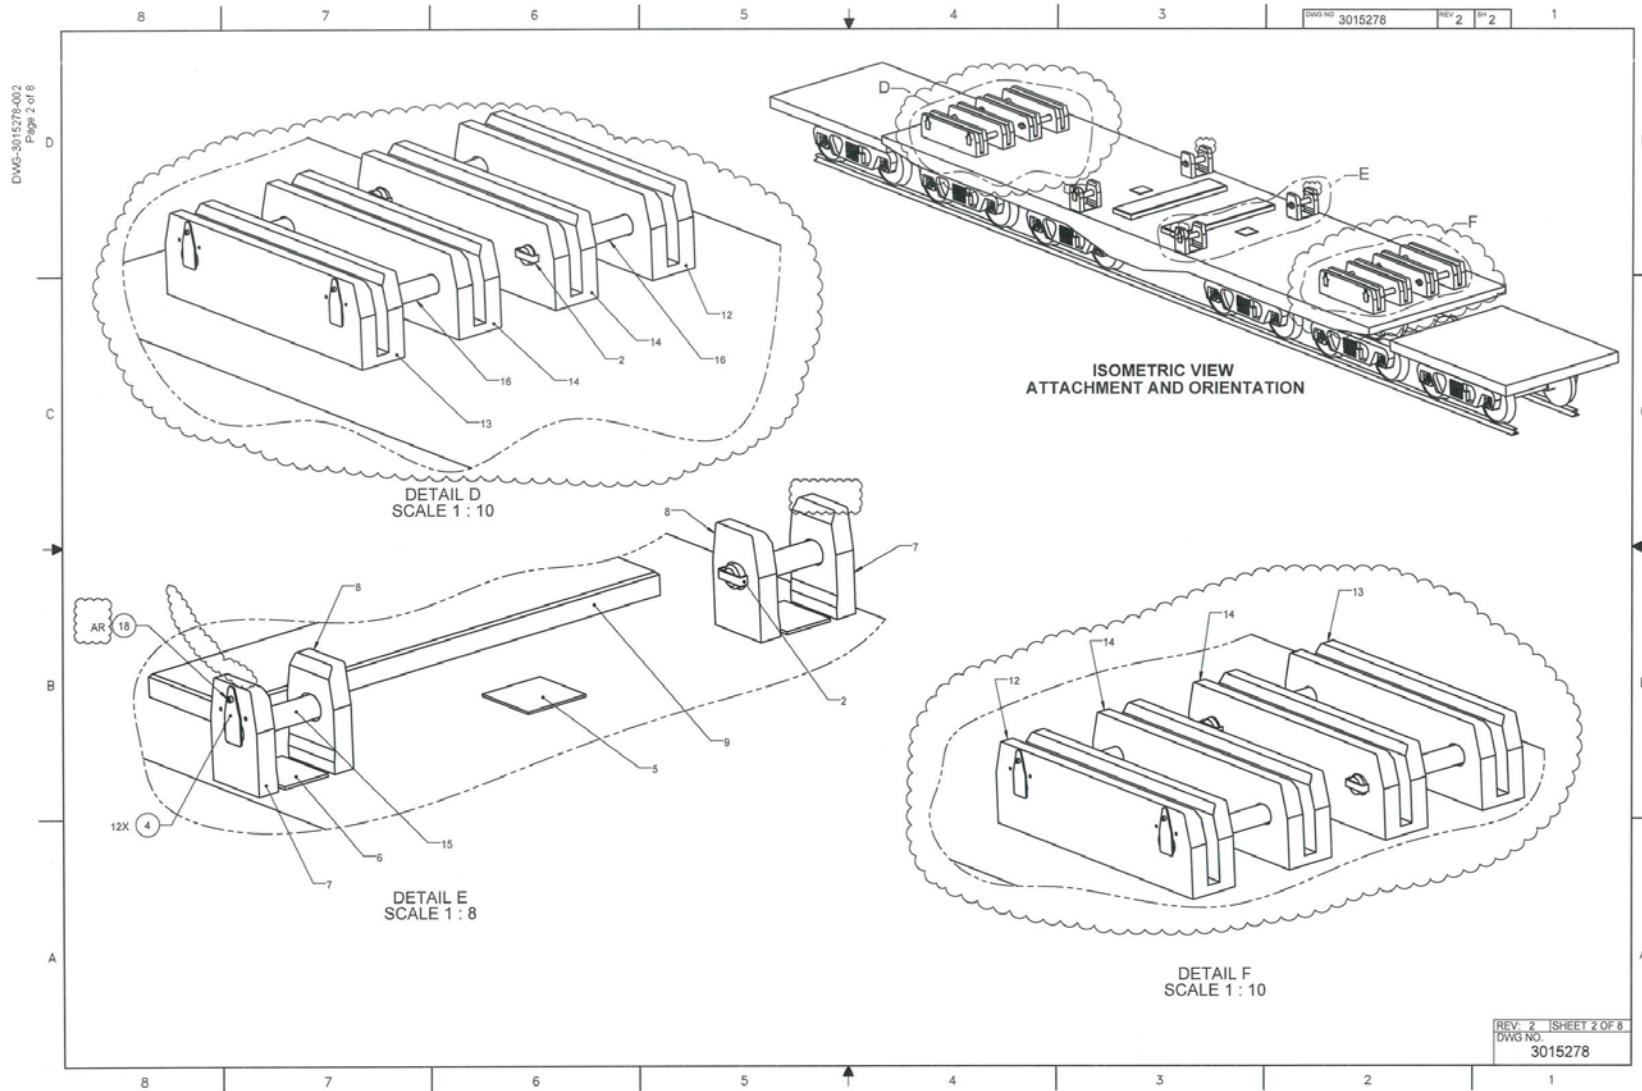 8 7 6 5 4 3 2 1
DWG NO 3015278 REV 2 SH 2
DWG-3015278-002
Page 2 of 8
D
C
B
A
D
E
F
ISOMETRIC VIEW
ATTACHMENT AND ORIENTATION
12
14
2
16
16
14
13
DETAIL D
SCALE 1 : 10
8
7
8
AR 18
2
9
5
12X 4
15
6
7
DETAIL E
SCALE 1 : 8
13
14
14
12
DETAIL F
SCALE 1 : 10
REV: 2 SHEET 2 OF 8
DWG NO.
3015278
8 7 6 5 4 3 2 1